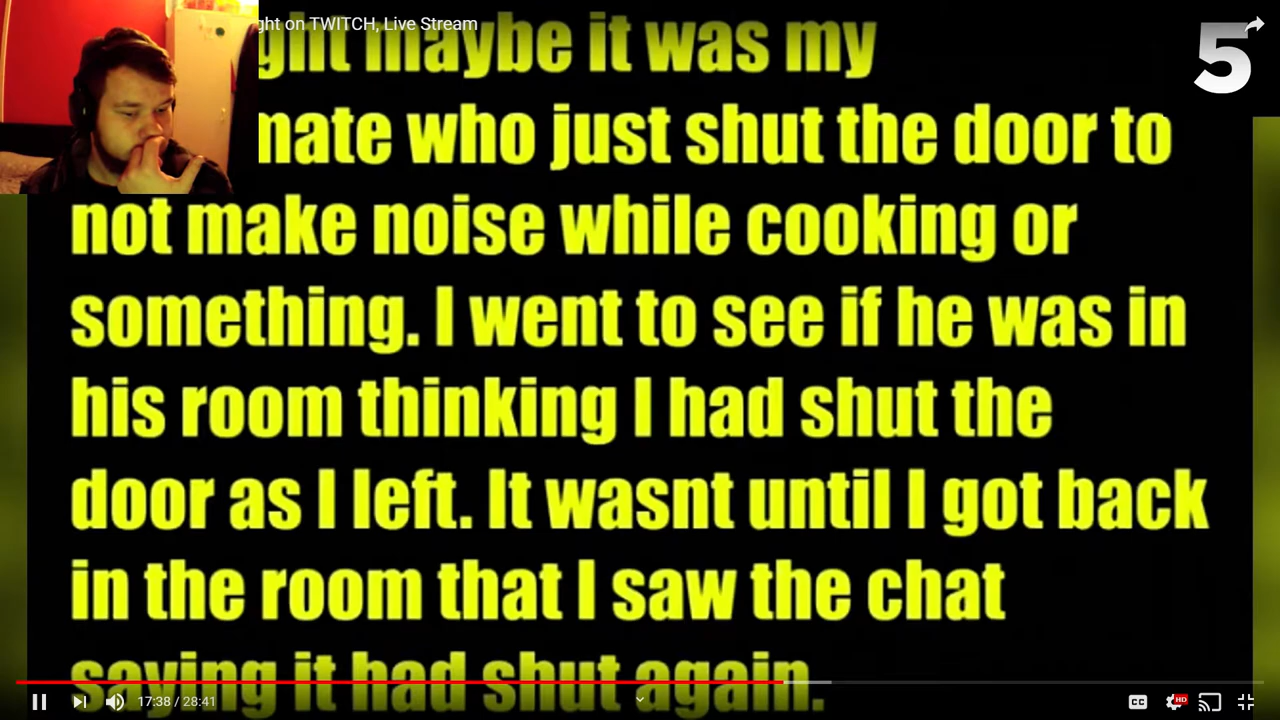 ght on TWITCH, Live Stream
5
ght maybe it was my
mate who just shut the door to
not make noise while cooking or
something. I went to see if he was in
his room thinking I had shut the
door as I left. It wasnt until I got back
in the room that I saw the chat
saying it had shut again.
17:38 / 28:41
CC
HD